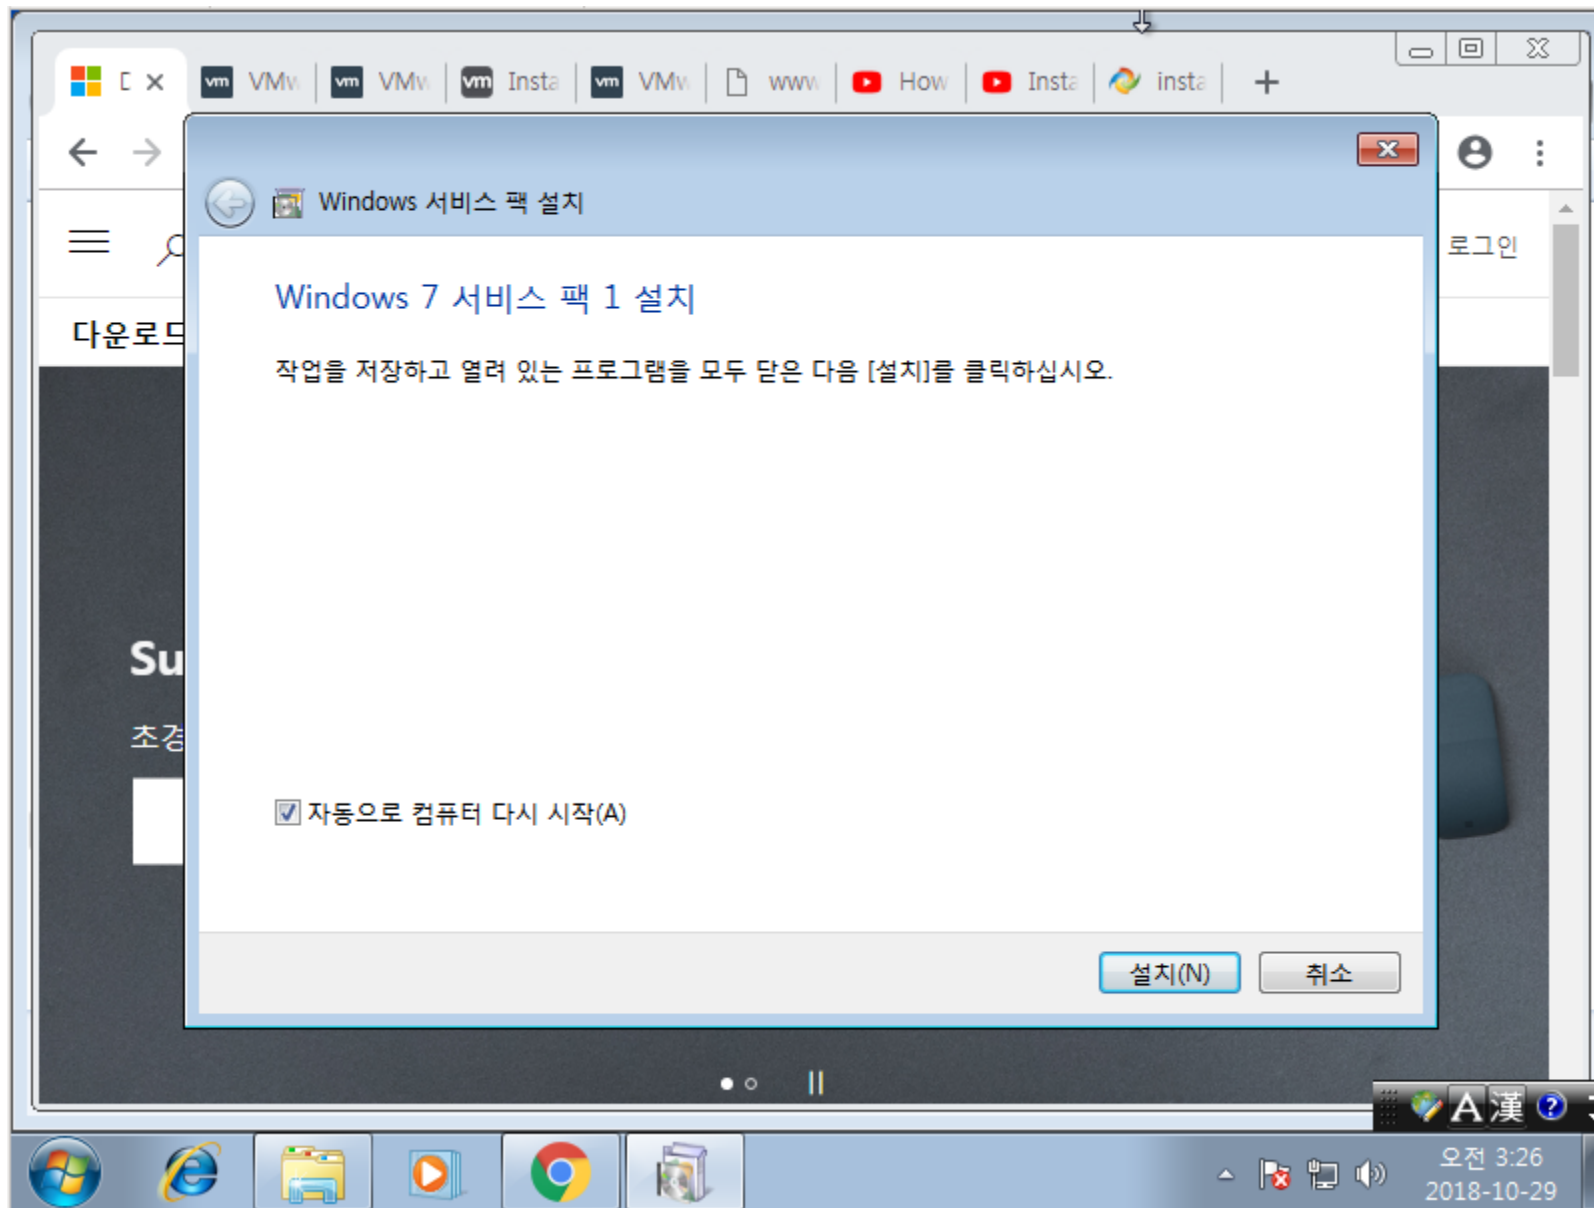 VMw
VMw
Insta
VMw
www
How
Insta
insta
Windows 서비스 팩 설치
로그인
Windows 7 서비스 팩 1 설치
다운로드
작업을 저장하고 열려 있는 프로그램을 모두 닫은 다음 [설치]를 클릭하십시오.
Su
초경
자동으로 컴퓨터 다시 시작(A)
설치(N) 취소
A 漢
오전 3:26
2018-10-29